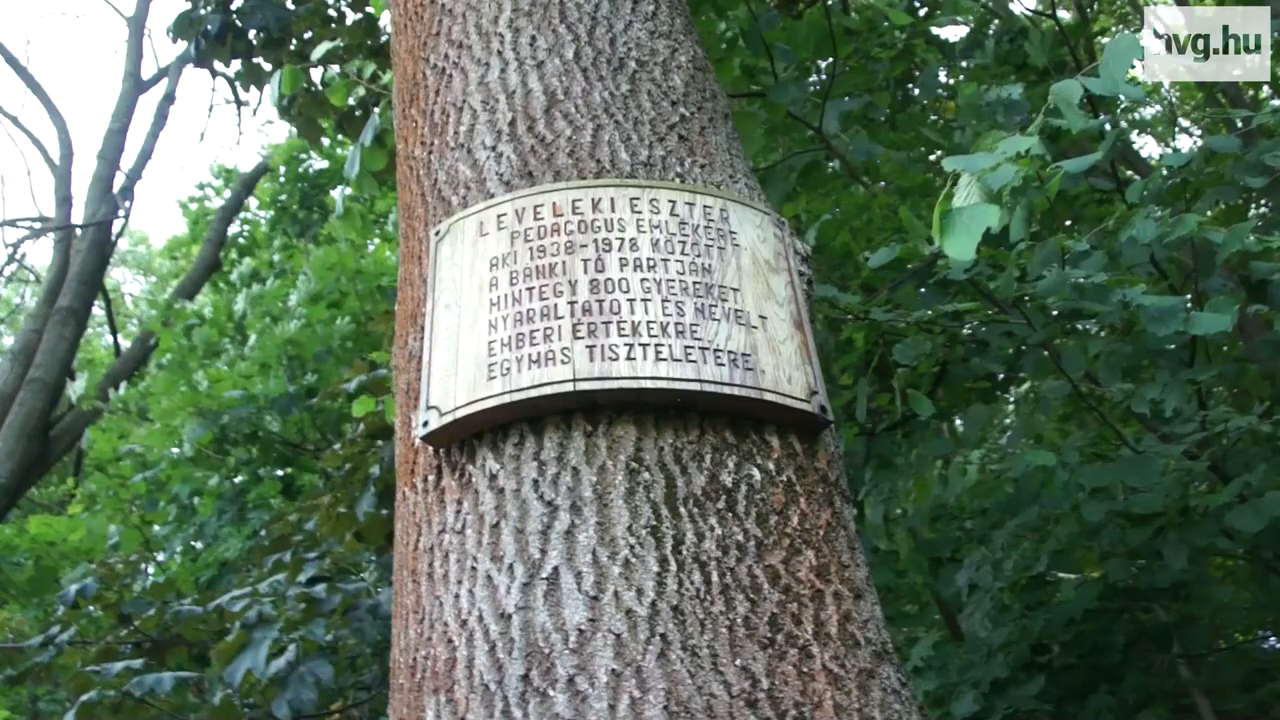 hvg.hu
LEVELEKI ESZTER
PEDAGÓGUS EMLÉKÉRE
AKI 1938-1978 KÖZÖTT
A BÁNKI TÓ PARTJÁN
MINTEGY 800 GYEREKET
NYARALTATOTT ÉS NEVELT
EMBERI ÉRTÉKEKRE
EGYMÁS TISZTELETÉRE.